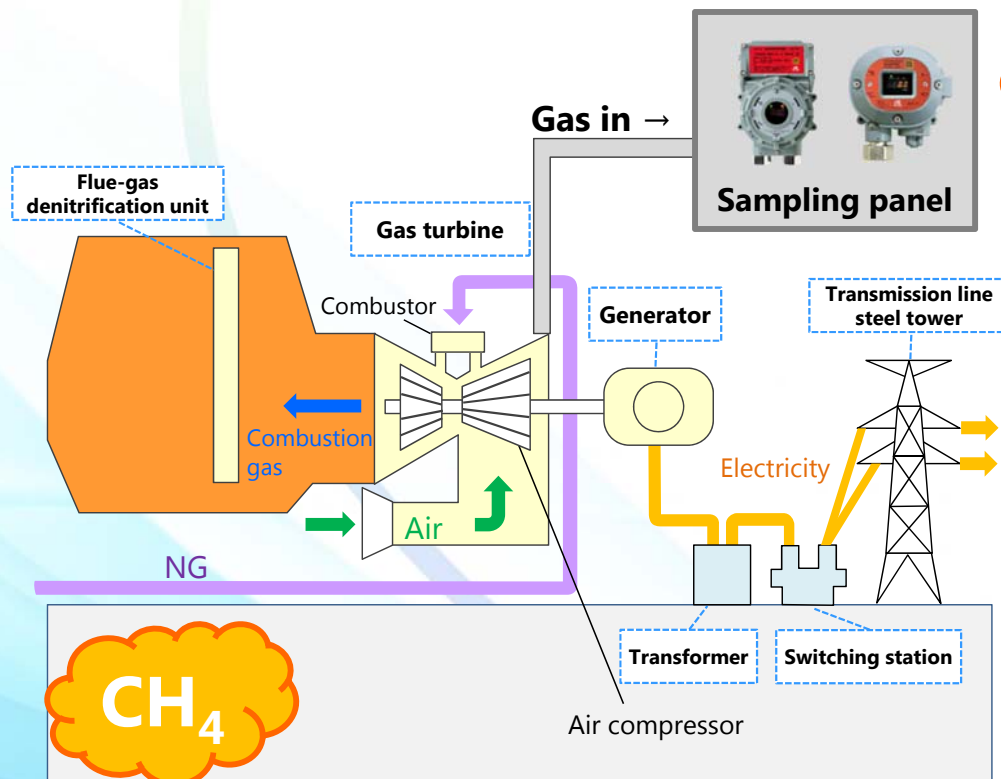 Gas in →
Sampling panel
Flue-gas
denitrification unit
Gas turbine
Combustor
Generator
Transmission line
steel tower
Combustion
gas
Electricity
Air
NG
Transformer
Switching station
CH₄
Air compressor